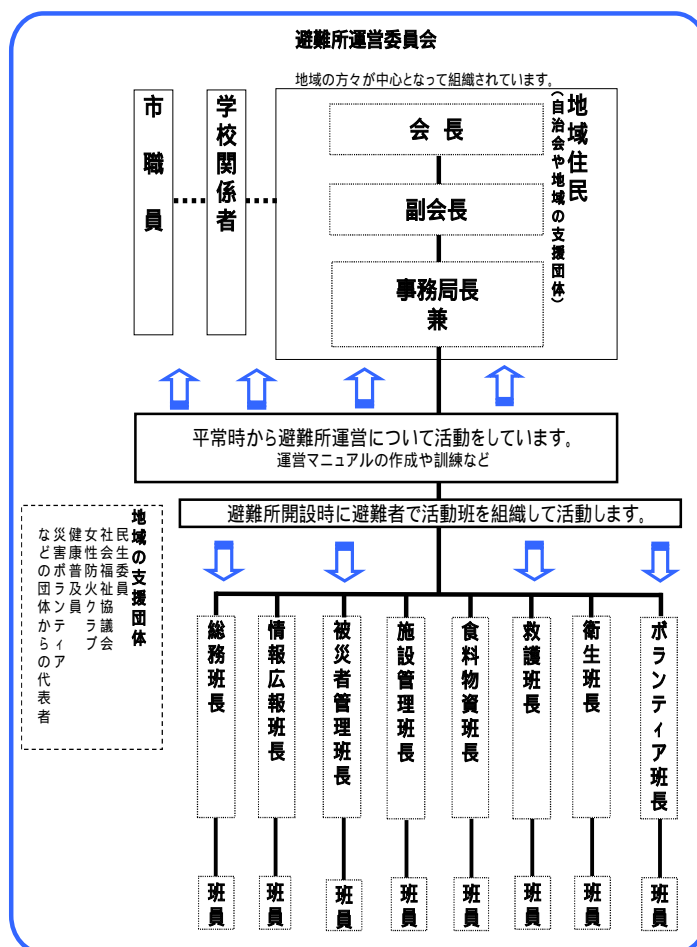 避難所運営委員会
地域の方々が中心となって組織されています。
市職員
学校関係者
地域住民
(自治会や地域の支援団体)
会長
副会長
事務局長
兼
平常時から避難所運営について活動をしています。
運営マニュアルの作成や訓練など
避難所開設時に避難者で活動班を組織して活動します。
地域の支援団体
民生委員
社会福祉協議会
女性防火クラブ
健康普及員
災害ボランティア
などの団体からの代表者
総務班長
情報広報班長
被災者管理班長
施設管理班長
食料物資班長
救護班長
衛生班長
ボランティア班長
班員
班員
班員
班員
班員
班員
班員
班員